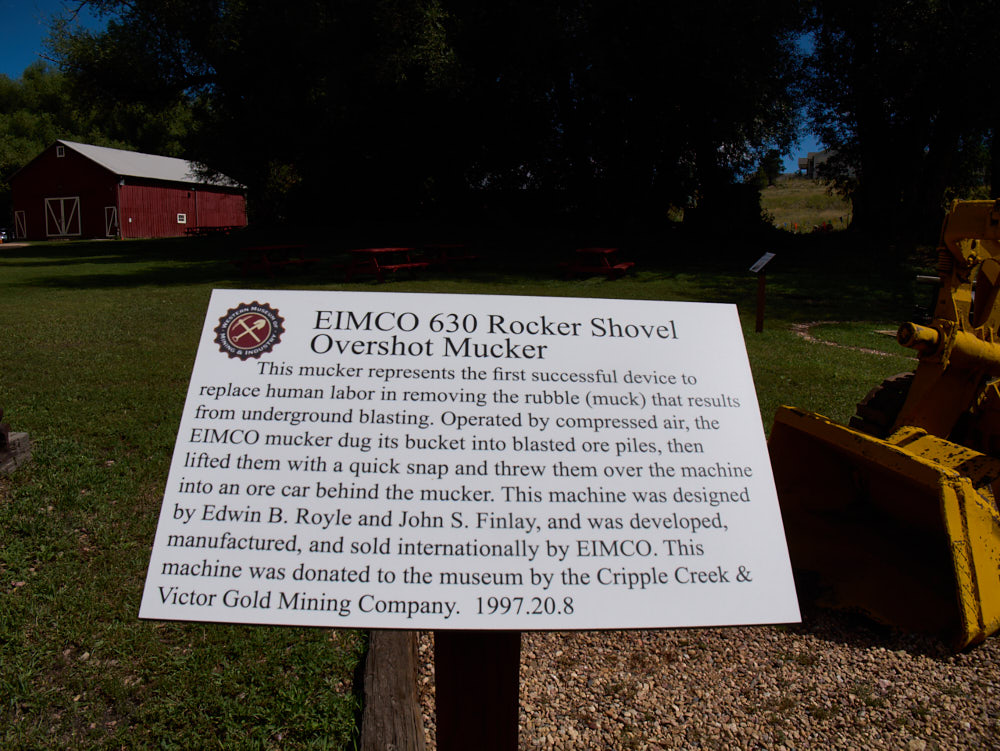 WESTERN MUSEUM OF
MINING & INDUSTRY
EIMCO 630 Rocker Shovel
Overshot Mucker
This mucker represents the first successful device to
replace human labor in removing the rubble (muck) that results
from underground blasting. Operated by compressed air, the
EIMCO mucker dug its bucket into blasted ore piles, then
lifted them with a quick snap and threw them over the machine
into an ore car behind the mucker. This machine was designed
by Edwin B. Royle and John S. Finlay, and was developed,
manufactured, and sold internationally by EIMCO. This
machine was donated to the museum by the Cripple Creek &
Victor Gold Mining Company. 1997.20.8